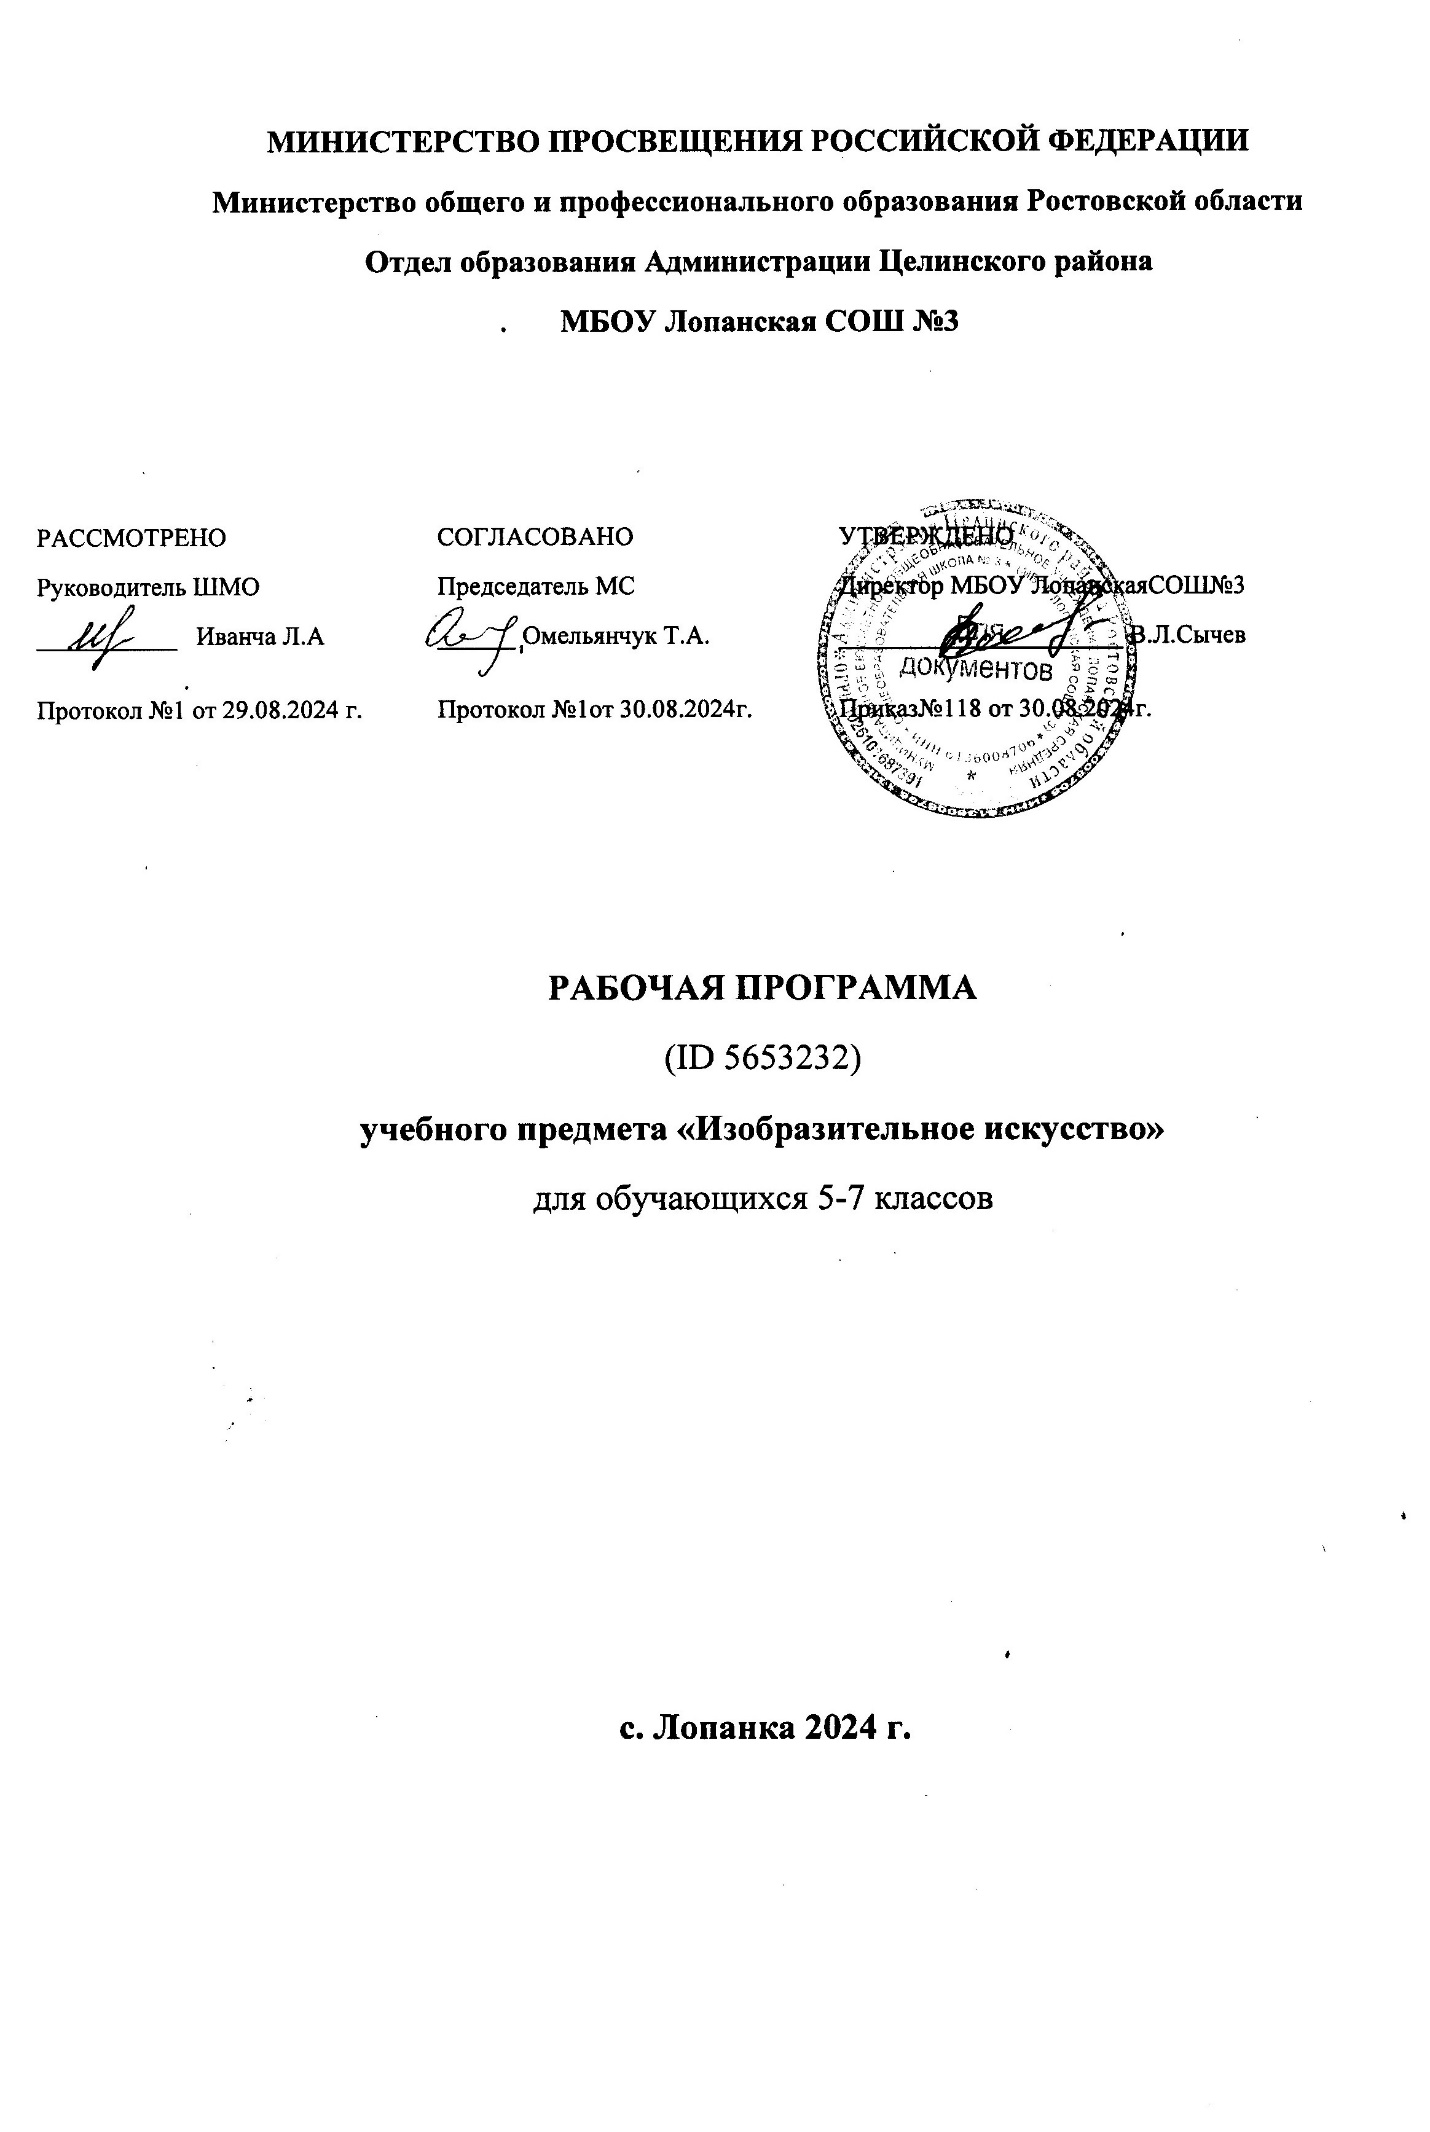 МИНИСТЕРСТВО ПРОСВЕЩЕНИЯ РОССИЙСКОЙ ФЕДЕРАЦИИ
Министерство общего и профессионального образования Ростовской области
Отдел образования Администрации Целинского района
МБОУ Лопанская СОШ №3
РАССМОТРЕНО
Руководитель ШМО
Иванча Л.А
Протокол №1 от 29.08.2024 г.
СОГЛАСОВАНО
Председатель МС
Омельянчук Т.А.
Протокол №1от 30.08.2024г.
УТВЕРЖДЕНО
Директор МБОУ ЛопанскаяСОШ№3
В.Л.Сычев
Приказ№118 от 30.08.2024г.
Для
документов
РАБОЧАЯ ПРОГРАММА
(ID 5653232)
учебного предмета «Изобразительное искусство»
для обучающихся 5-7 классов
с. Лопанка 2024 г.